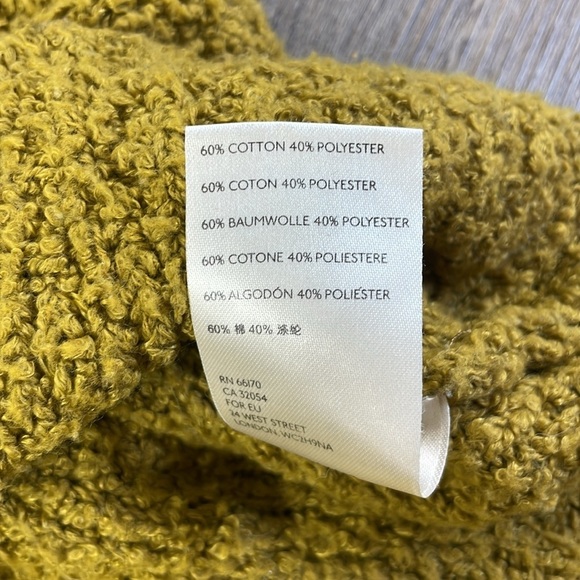 60% COTTON 40% POLYESTER
60% COTON 40% POLYESTER
60% BAUMWOLLE 40% POLYESTER
60% COTONE 40% POLIESTERE
60% ALGODÓN 40% POLIÉSTER
60% 棉 40% 涤纶
RN 66170
CA 32054
FOR EU
24 WEST STREET
LONDON, WC2H9NA